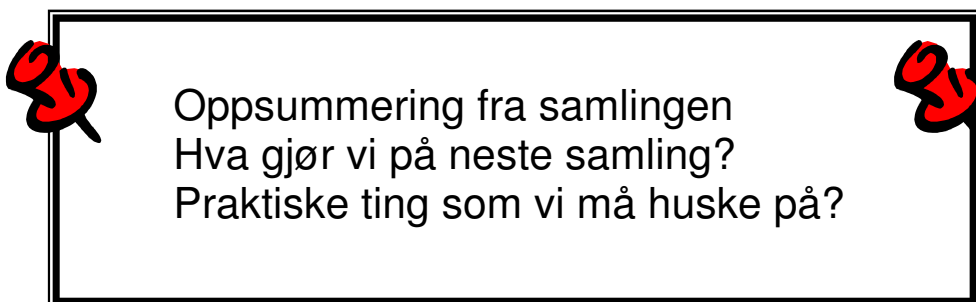 Oppsummering fra samlingen
Hva gjør vi på neste samling?
Praktiske ting som vi må huske på?